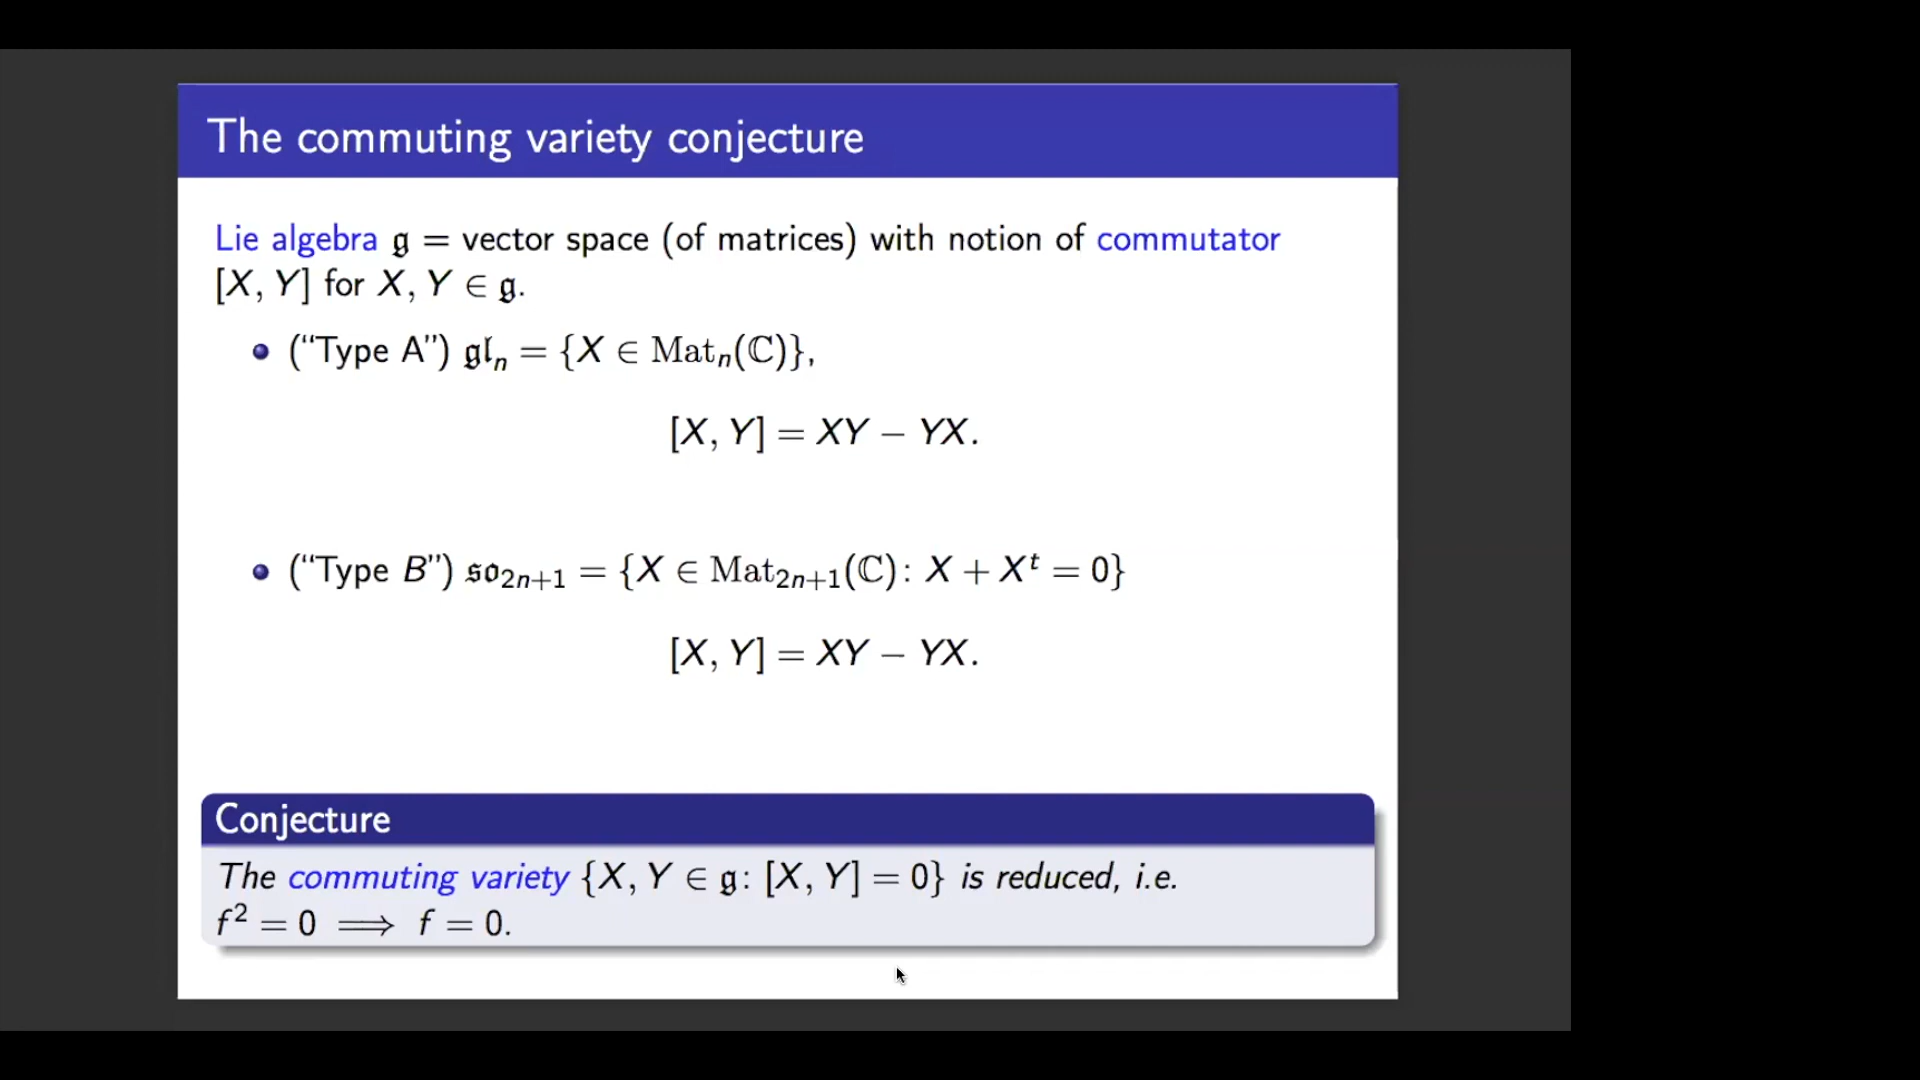 The commuting variety conjecture
Lie algebra 𝔤 = vector space (of matrices) with notion of commutator
[X, Y] for X, Y ∈ 𝔤.
• (“Type A”) 𝔤𝔩ₙ = {X ∈ Matₙ(ℂ)},
[X, Y] = XY − YX.
• (“Type B”) 𝔰𝔬₂ₙ₊₁ = {X ∈ Mat₂ₙ₊₁(ℂ): X + Xᵗ = 0}
[X, Y] = XY − YX.
Conjecture
The commuting variety {X, Y ∈ 𝔤: [X, Y] = 0} is reduced, i.e.
f² = 0 ⟹ f = 0.